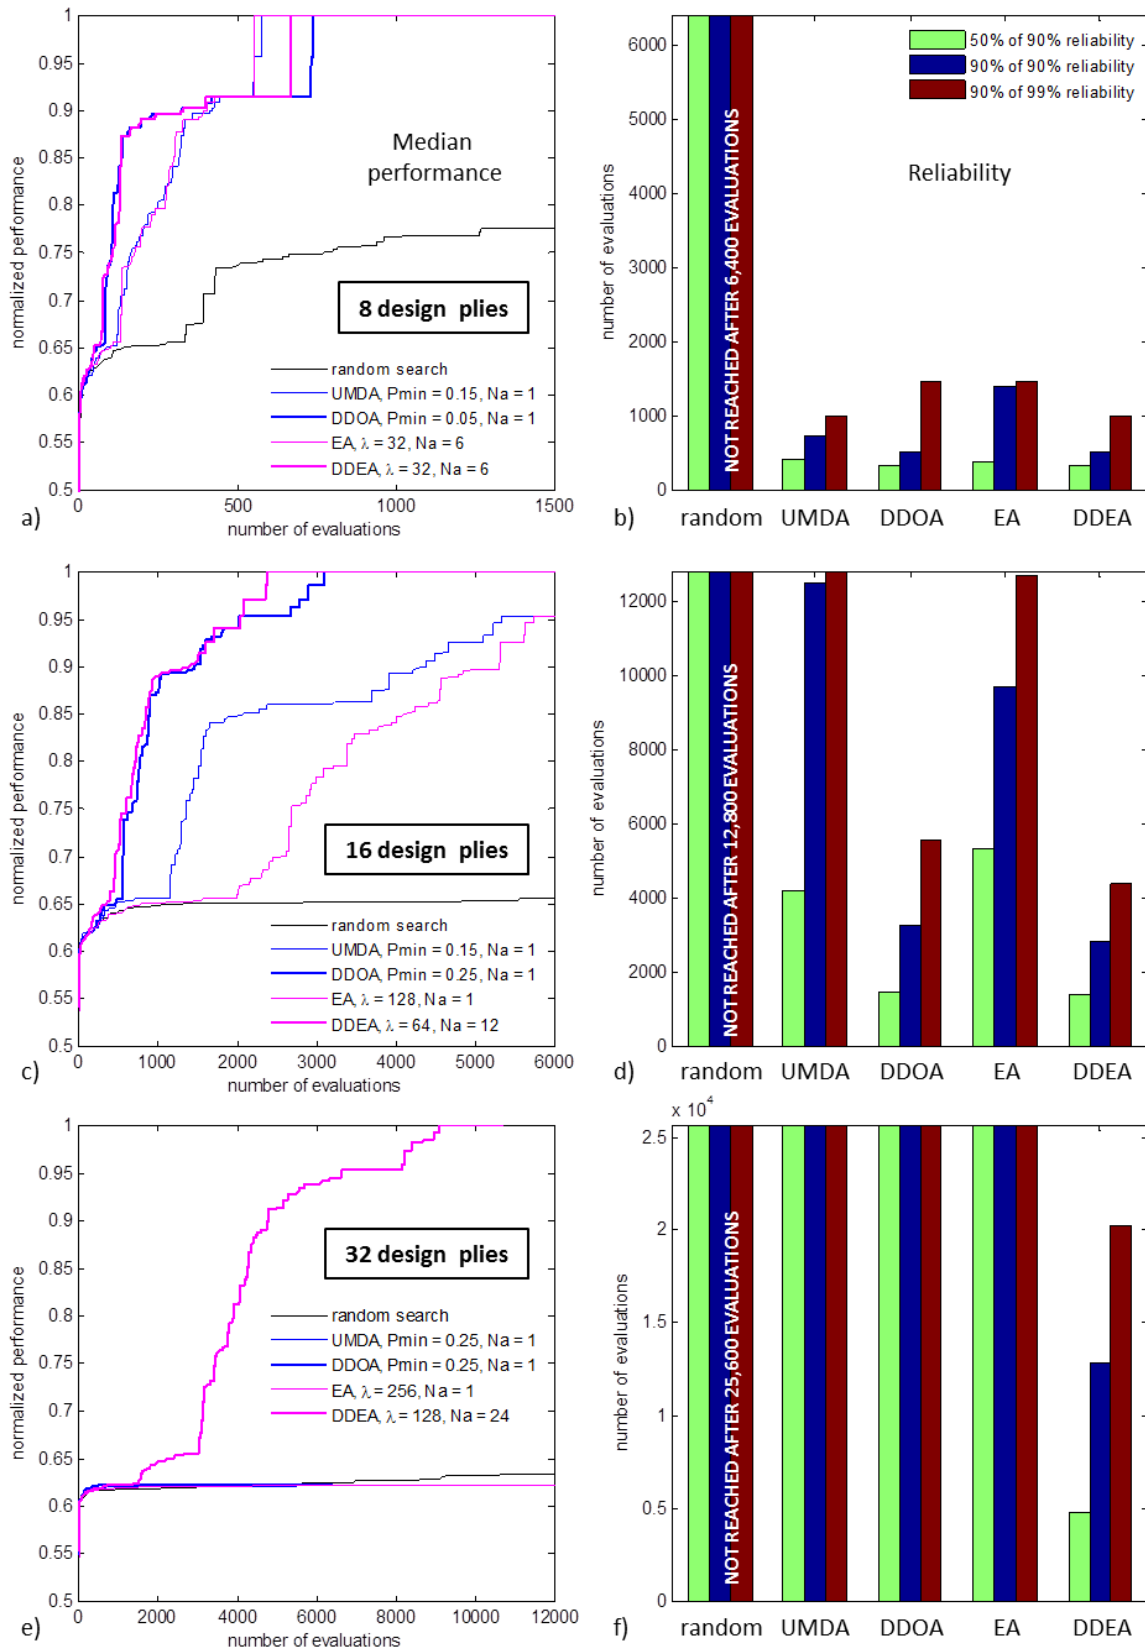 1
0.95
0.9
0.85
0.8
0.75
0.7
0.65
0.6
0.55
0.5
normalized performance
Median
performance
8 design plies
random search
UMDA, Pmin = 0.15, Na = 1
DDOA, Pmin = 0.05, Na = 1
EA, λ = 32, Na = 6
DDEA, λ = 32, Na = 6
0 500 1000 1500
number of evaluations
a)
6000
5000
4000
3000
2000
1000
0
number of evaluations
50% of 90% reliability
90% of 90% reliability
90% of 99% reliability
Reliability
NOT REACHED AFTER 6,400 EVALUATIONS
random UMDA DDOA EA DDEA
b)
1
0.95
0.9
0.85
0.8
0.75
0.7
0.65
0.6
0.55
0.5
normalized performance
16 design plies
random search
UMDA, Pmin = 0.15, Na = 1
DDOA, Pmin = 0.25, Na = 1
EA, λ = 128, Na = 1
DDEA, λ = 64, Na = 12
0 1000 2000 3000 4000 5000 6000
number of evaluations
c)
12000
10000
8000
6000
4000
2000
0
number of evaluations
NOT REACHED AFTER 12,800 EVALUATIONS
random UMDA DDOA EA DDEA
d)
1
0.95
0.9
0.85
0.8
0.75
0.7
0.65
0.6
0.55
0.5
normalized performance
32 design plies
random search
UMDA, Pmin = 0.25, Na = 1
DDOA, Pmin = 0.25, Na = 1
EA, λ = 256, Na = 1
DDEA, λ = 128, Na = 24
0 2000 4000 6000 8000 10000 12000
number of evaluations
e)
x 10⁴
2.5
2
1.5
1
0.5
0
number of evaluations
NOT REACHED AFTER 25,600 EVALUATIONS
random UMDA DDOA EA DDEA
f)